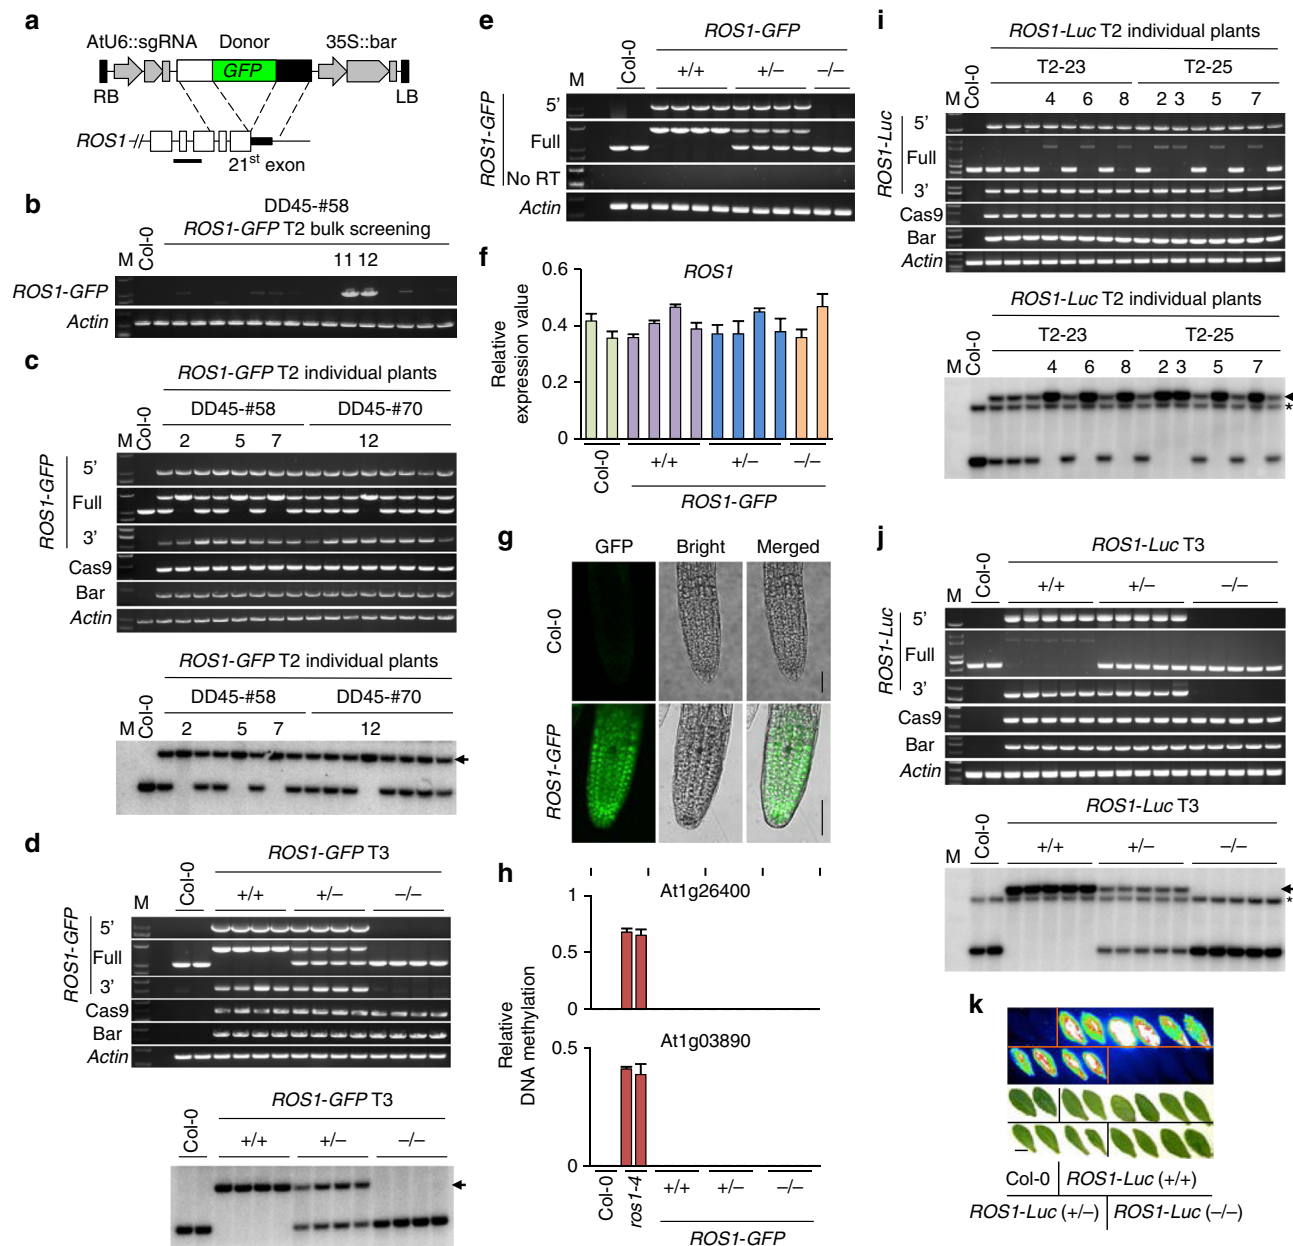 a
AtU6::sgRNA Donor 35S::bar
GFP
RB LB
ROS1
21st exon
b
DD45-#58
ROS1-GFP T2 bulk screening
M Col-0 11 12
ROS1-GFP
Actin
c
ROS1-GFP T2 individual plants
DD45-#58 DD45-#70
M Col-0 2 5 7 12
ROS1-GFP
5’
Full
3’
Cas9
Bar
Actin
ROS1-GFP T2 individual plants
DD45-#58 DD45-#70
M Col-0 2 5 7 12
d
ROS1-GFP T3
M Col-0 +/+ +/– –/–
ROS1-GFP
5’
Full
3’
Cas9
Bar
Actin
ROS1-GFP T3
Col-0 +/+ +/– –/–
e
ROS1-GFP
M Col-0 +/+ +/– –/–
ROS1-GFP
5’
Full
No RT
Actin
f
ROS1
Relative expression value
0.6
0.4
0.2
0
Col-0 +/+ +/– –/–
ROS1-GFP
g
GFP Bright Merged
Col-0
ROS1-GFP
h
Relative DNA methylation
At1g26400
1
0.5
0
At1g03890
0.5
0
Col-0 ros1-4 +/+ +/– –/–
ROS1-GFP
i
ROS1-Luc T2 individual plants
T2-23 T2-25
M Col-0 4 6 8 2 3 5 7
ROS1-Luc
5’
Full
3’
Cas9
Bar
Actin
ROS1-Luc T2 individual plants
T2-23 T2-25
M Col-0 4 6 8 2 3 5 7
*
j
ROS1-Luc T3
M Col-0 +/+ +/– –/–
ROS1-Luc
5’
Full
3’
Cas9
Bar
Actin
ROS1-Luc T3
M Col-0 +/+ +/– –/–
*
k
Col-0 ROS1-Luc (+/+)
ROS1-Luc (+/–) ROS1-Luc (–/–)